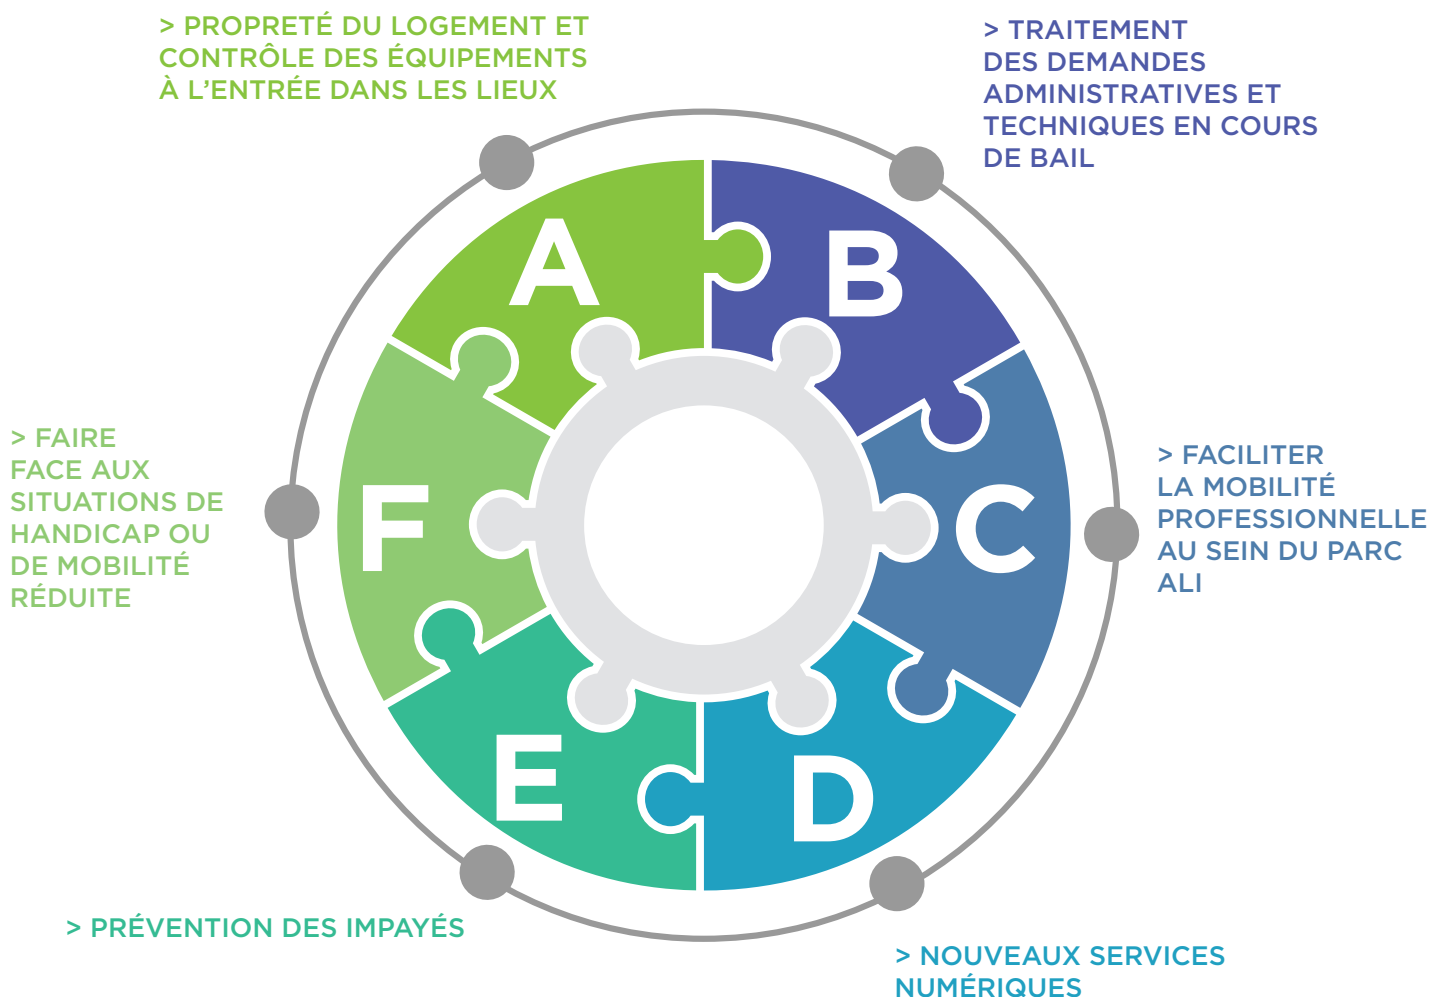 > PROPRETÉ DU LOGEMENT ET
CONTRÔLE DES ÉQUIPEMENTS
À L’ENTRÉE DANS LES LIEUX
> TRAITEMENT
DES DEMANDES
ADMINISTRATIVES ET
TECHNIQUES EN COURS
DE BAIL
A
B
> FAIRE
FACE AUX
SITUATIONS DE
HANDICAP OU
DE MOBILITÉ
RÉDUITE
F
C
> FACILITER
LA MOBILITÉ
PROFESSIONNELLE
AU SEIN DU PARC
ALI
E
D
> PRÉVENTION DES IMPAYÉS
> NOUVEAUX SERVICES
NUMÉRIQUES